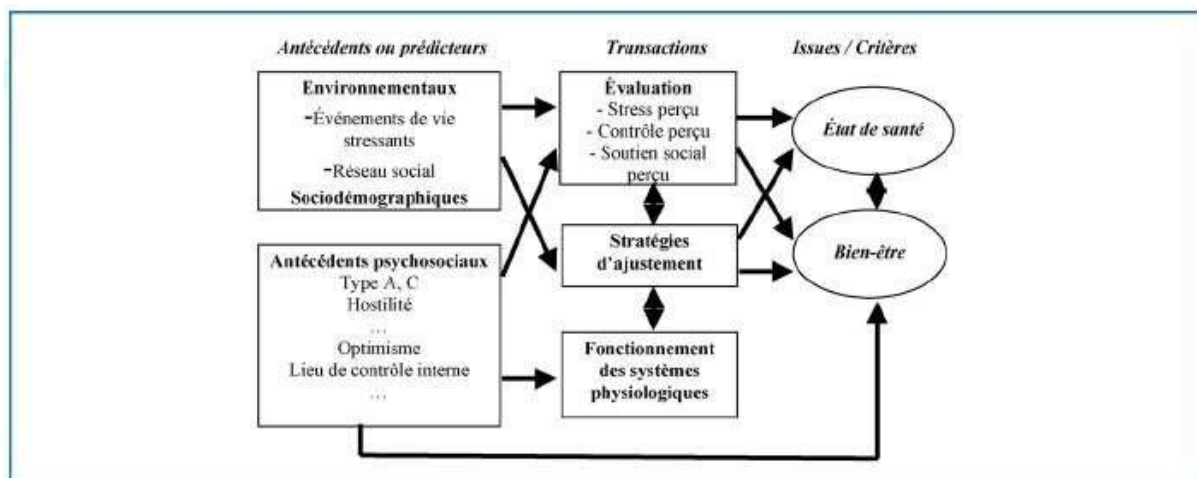 Antécédents ou prédicteurs
Transactions
Issues / Critères
Environnementaux
-Événements de vie
stressants
-Réseau social
Sociodémographiques
Antécédents psychosociaux
Type A, C
Hostilité
…
Optimisme
Lieu de contrôle interne
…
Évaluation
- Stress perçu
- Contrôle perçu
- Soutien social
perçu
Stratégies
d'ajustement
Fonctionnement
des systèmes
physiologiques
État de santé
Bien-être